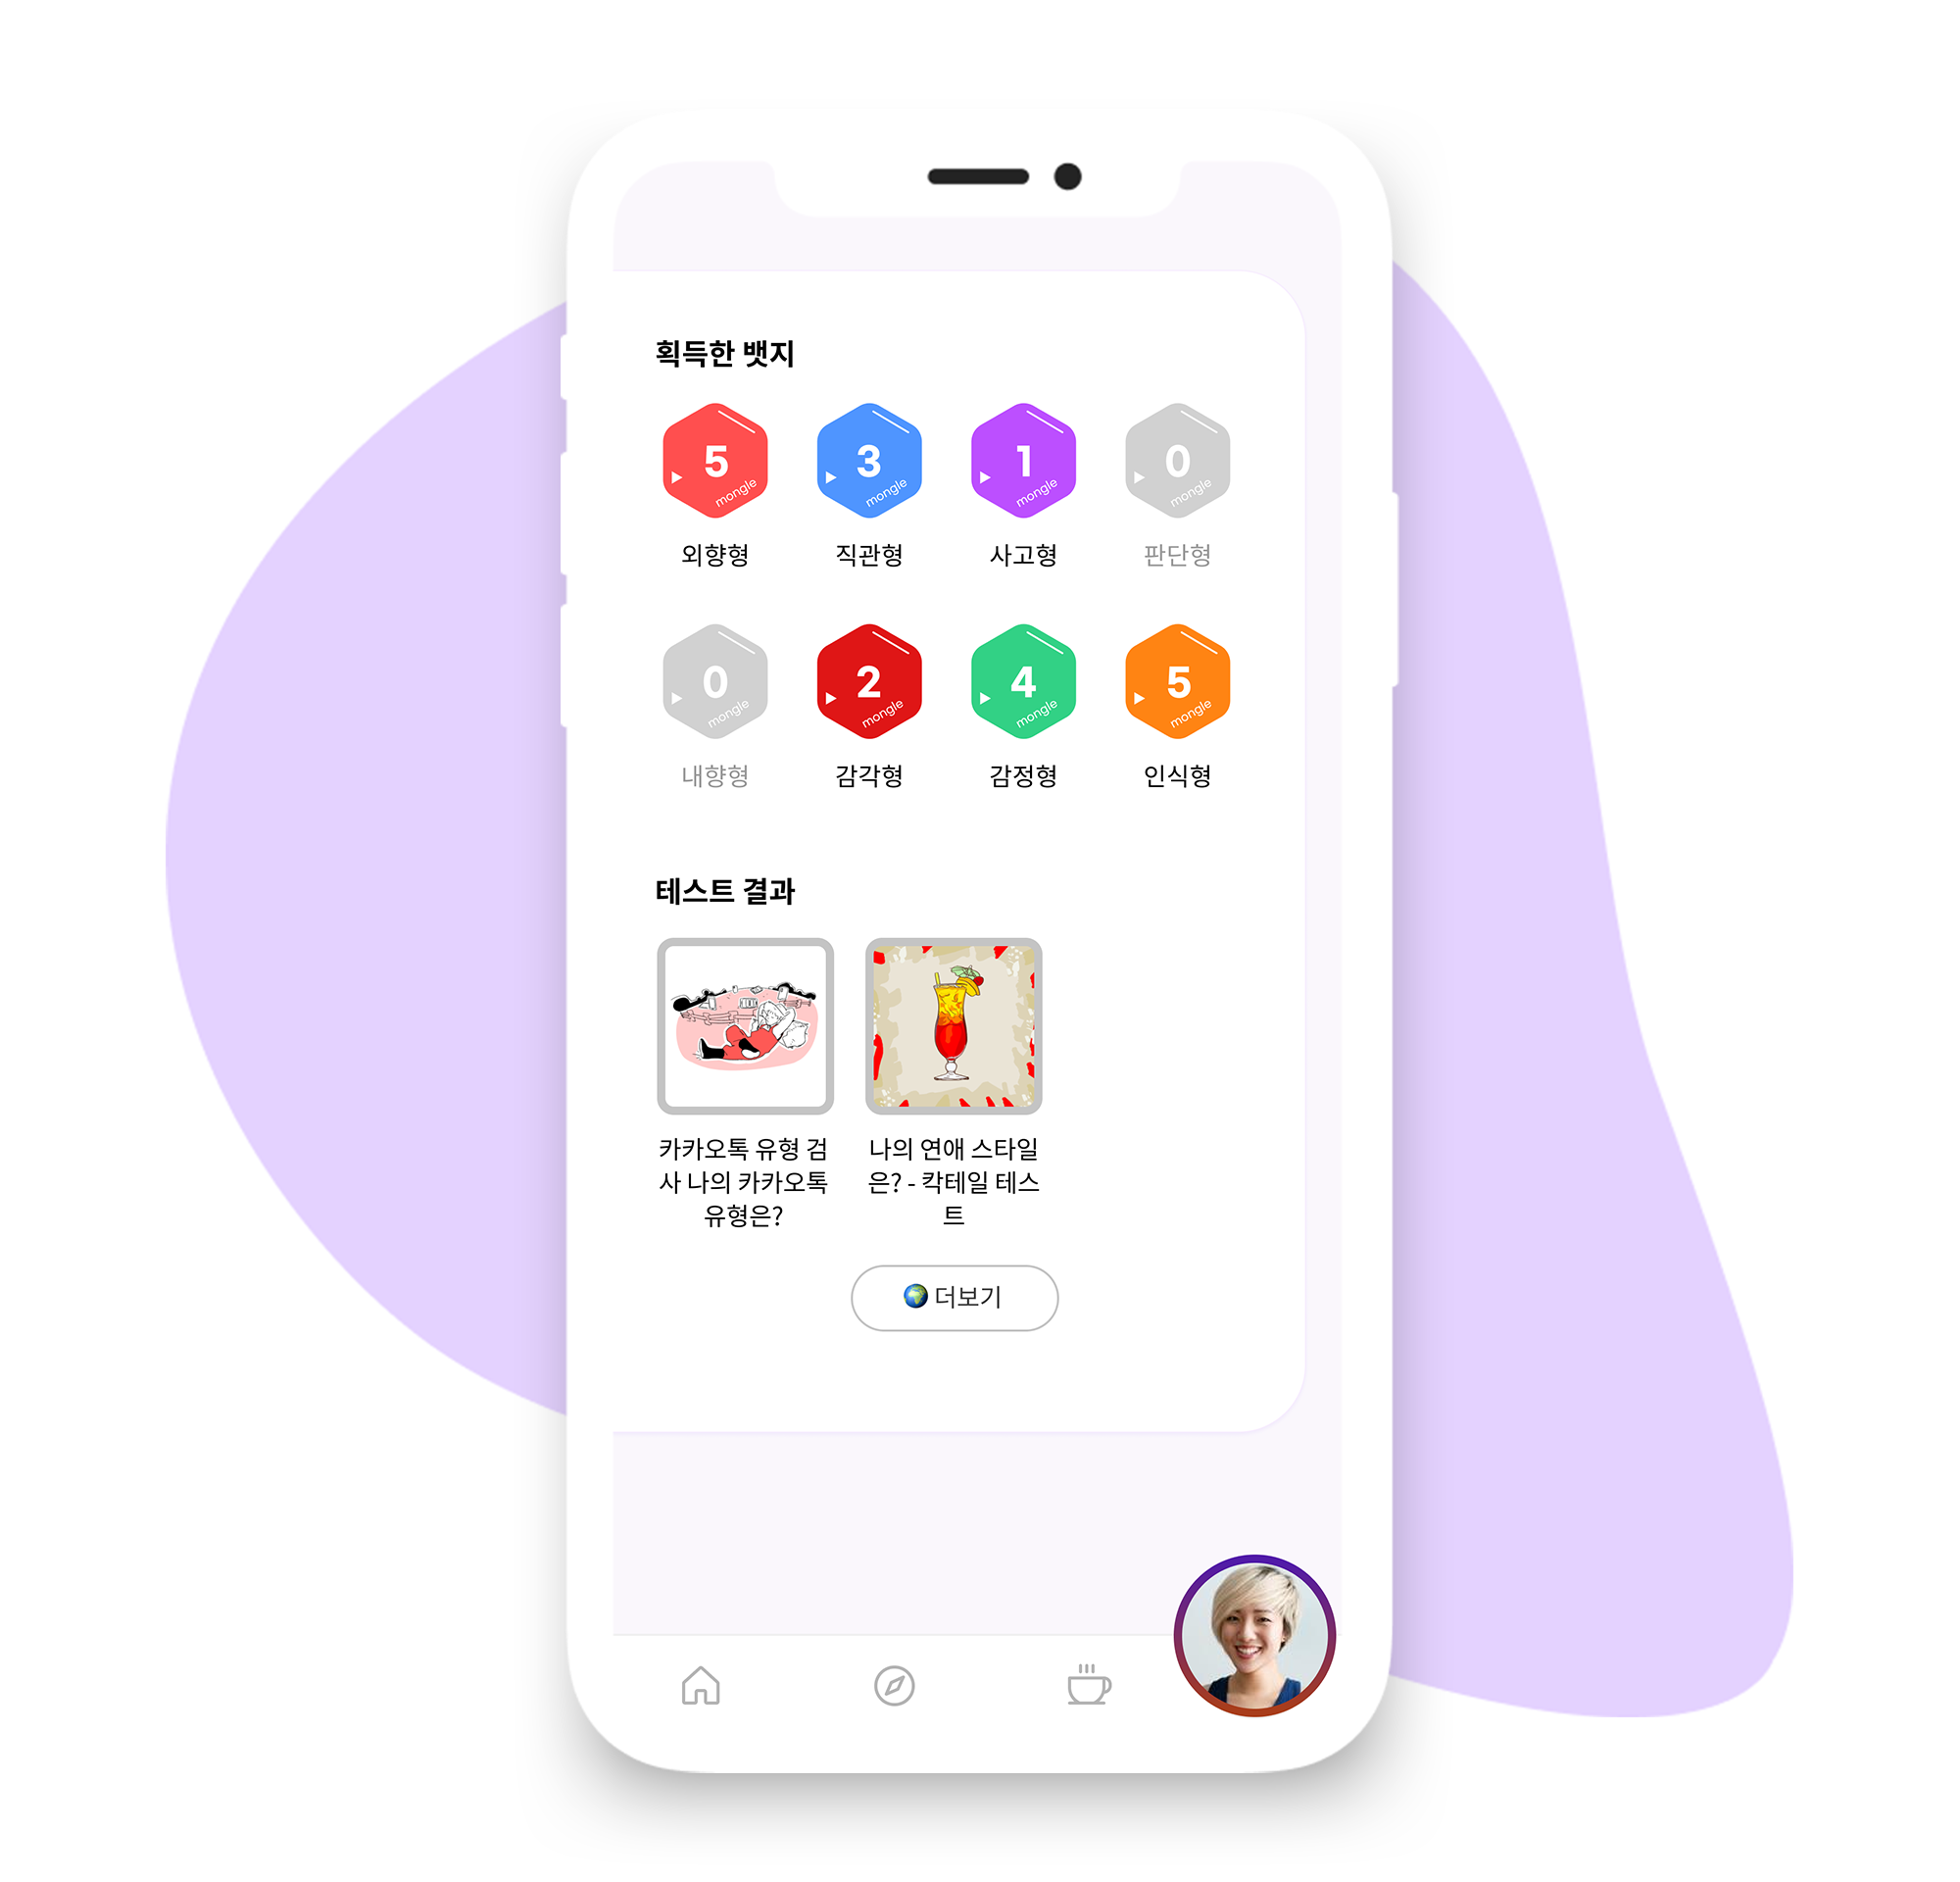 획득한 뱃지
5 3 1 0
mongle mongle mongle mongle
외향형 직관형 사고형 판단형
0 2 4 5
mongle mongle mongle mongle
내향형 감각형 감정형 인식형
테스트 결과
카카오톡 유형 검
사 나의 카카오톡
유형은?
나의 연애 스타일
은? - 칵테일 테스
트
더보기